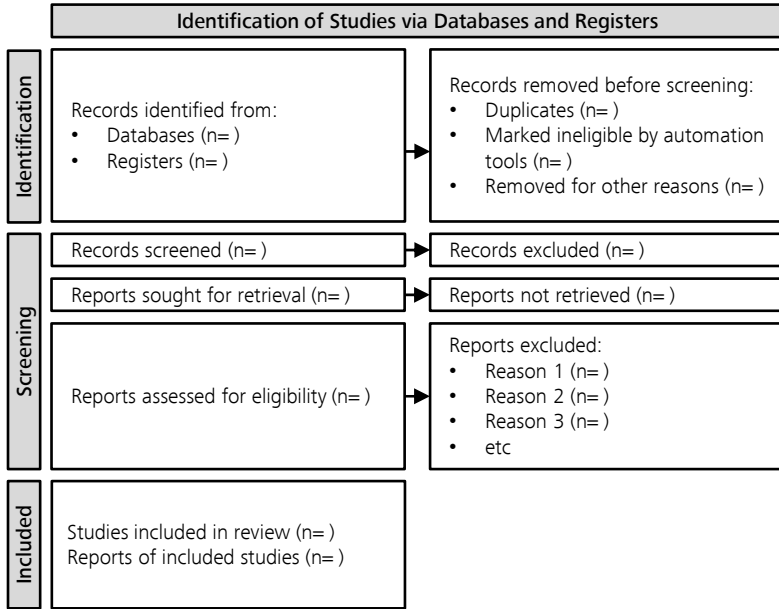 Identification of Studies via Databases and Registers
Identification
Records identified from:
• Databases (n= )
• Registers (n= )
Records removed before screening:
• Duplicates (n= )
• Marked ineligible by automation
tools (n= )
• Removed for other reasons (n= )
Screening
Records screened (n= )
Records excluded (n= )
Reports sought for retrieval (n= )
Reports not retrieved (n= )
Reports assessed for eligibility (n= )
Reports excluded:
• Reason 1 (n= )
• Reason 2 (n= )
• Reason 3 (n= )
• etc
Included
Studies included in review (n= )
Reports of included studies (n= )